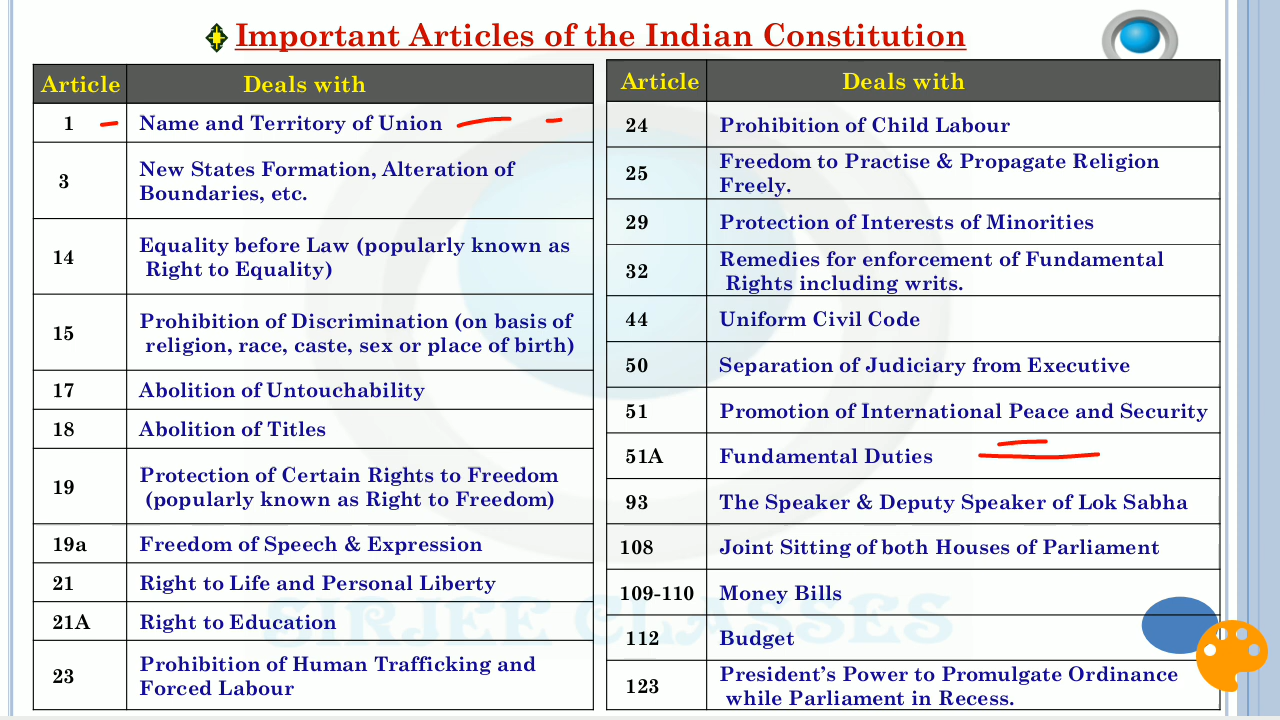 Important Articles of the Indian Constitution
Article Deals with
1 Name and Territory of Union
3 New States Formation, Alteration of
Boundaries, etc.
14 Equality before Law (popularly known as
Right to Equality)
15 Prohibition of Discrimination (on basis of
religion, race, caste, sex or place of birth)
17 Abolition of Untouchability
18 Abolition of Titles
19 Protection of Certain Rights to Freedom
(popularly known as Right to Freedom)
19a Freedom of Speech & Expression
21 Right to Life and Personal Liberty
21A Right to Education
23 Prohibition of Human Trafficking and
Forced Labour
Article Deals with
24 Prohibition of Child Labour
25 Freedom to Practise & Propagate Religion
Freely.
29 Protection of Interests of Minorities
32 Remedies for enforcement of Fundamental
Rights including writs.
44 Uniform Civil Code
50 Separation of Judiciary from Executive
51 Promotion of International Peace and Security
51A Fundamental Duties
93 The Speaker & Deputy Speaker of Lok Sabha
108 Joint Sitting of both Houses of Parliament
109-110 Money Bills
112 Budget
123 President's Power to Promulgate Ordinance
while Parliament in Recess.
SIRJEE CLASSES